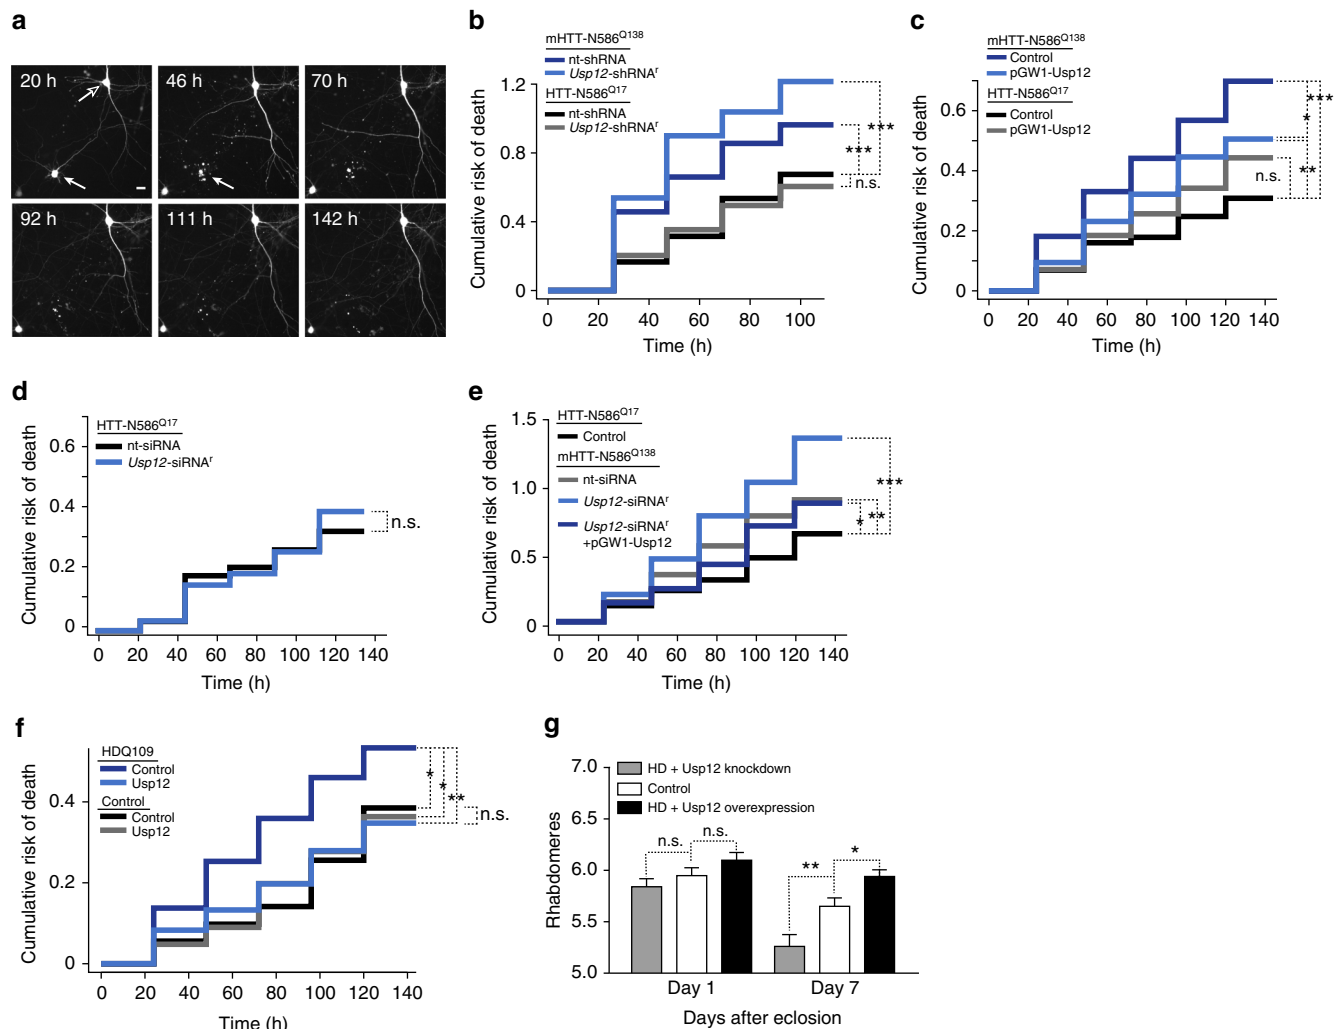 a
20 h
46 h
70 h
92 h
111 h
142 h
b
mHTT-N586Q138
nt-shRNA
Usp12-shRNAr
HTT-N586Q17
nt-shRNA
Usp12-shRNAr
Cumulative risk of death
1.2
0.8
0.4
0
0 20 40 60 80 100
Time (h)
***
***
n.s.
c
mHTT-N586Q138
Control
pGW1-Usp12
HTT-N586Q17
Control
pGW1-Usp12
Cumulative risk of death
0.6
0.4
0.2
0
0 20 40 60 80 100 120 140
Time (h)
***
*
n.s.
**
d
HTT-N586Q17
nt-siRNA
Usp12-siRNAr
Cumulative risk of death
0.6
0.4
0.2
0
0 20 40 60 80 100 120 140
Time (h)
n.s.
e
HTT-N586Q17
Control
mHTT-N586Q138
nt-siRNA
Usp12-siRNAr
Usp12-siRNAr
+pGW1-Usp12
Cumulative risk of death
1.5
1.0
0.5
0
0 20 40 60 80 100 120 140
Time (h)
***
*
**
f
HDQ109
Control
Usp12
Control
Control
Usp12
Cumulative risk of death
0.4
0.2
0
0 20 40 60 80 100 120 140
Time (h)
*
*
**
n.s.
g
HD + Usp12 knockdown
Control
HD + Usp12 overexpression
Rhabdomeres
7.0
6.5
6.0
5.5
5.0
n.s.
n.s.
**
*
Day 1
Day 7
Days after eclosion